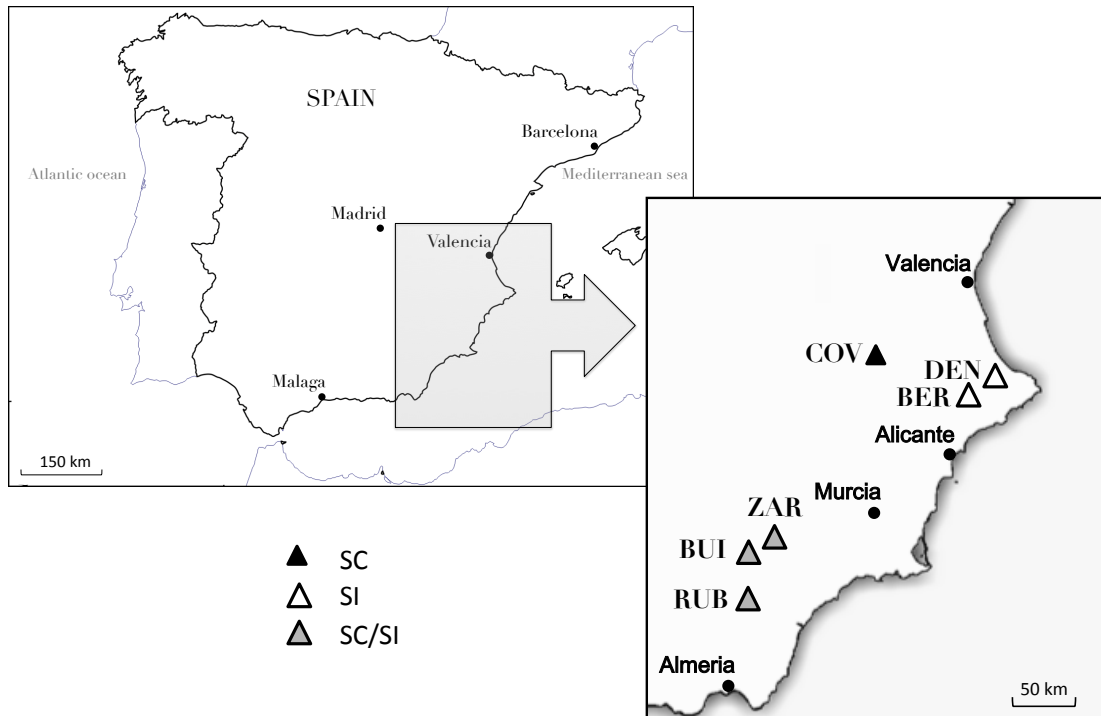 SPAIN
Barcelona
Atlantic ocean
Mediterranean sea
Madrid
Valencia
Malaga
150 km
Valencia
COV
DEN
BER
Alicante
Murcia
ZAR
BUI
RUB
Almeria
50 km
SC
SI
SC/SI